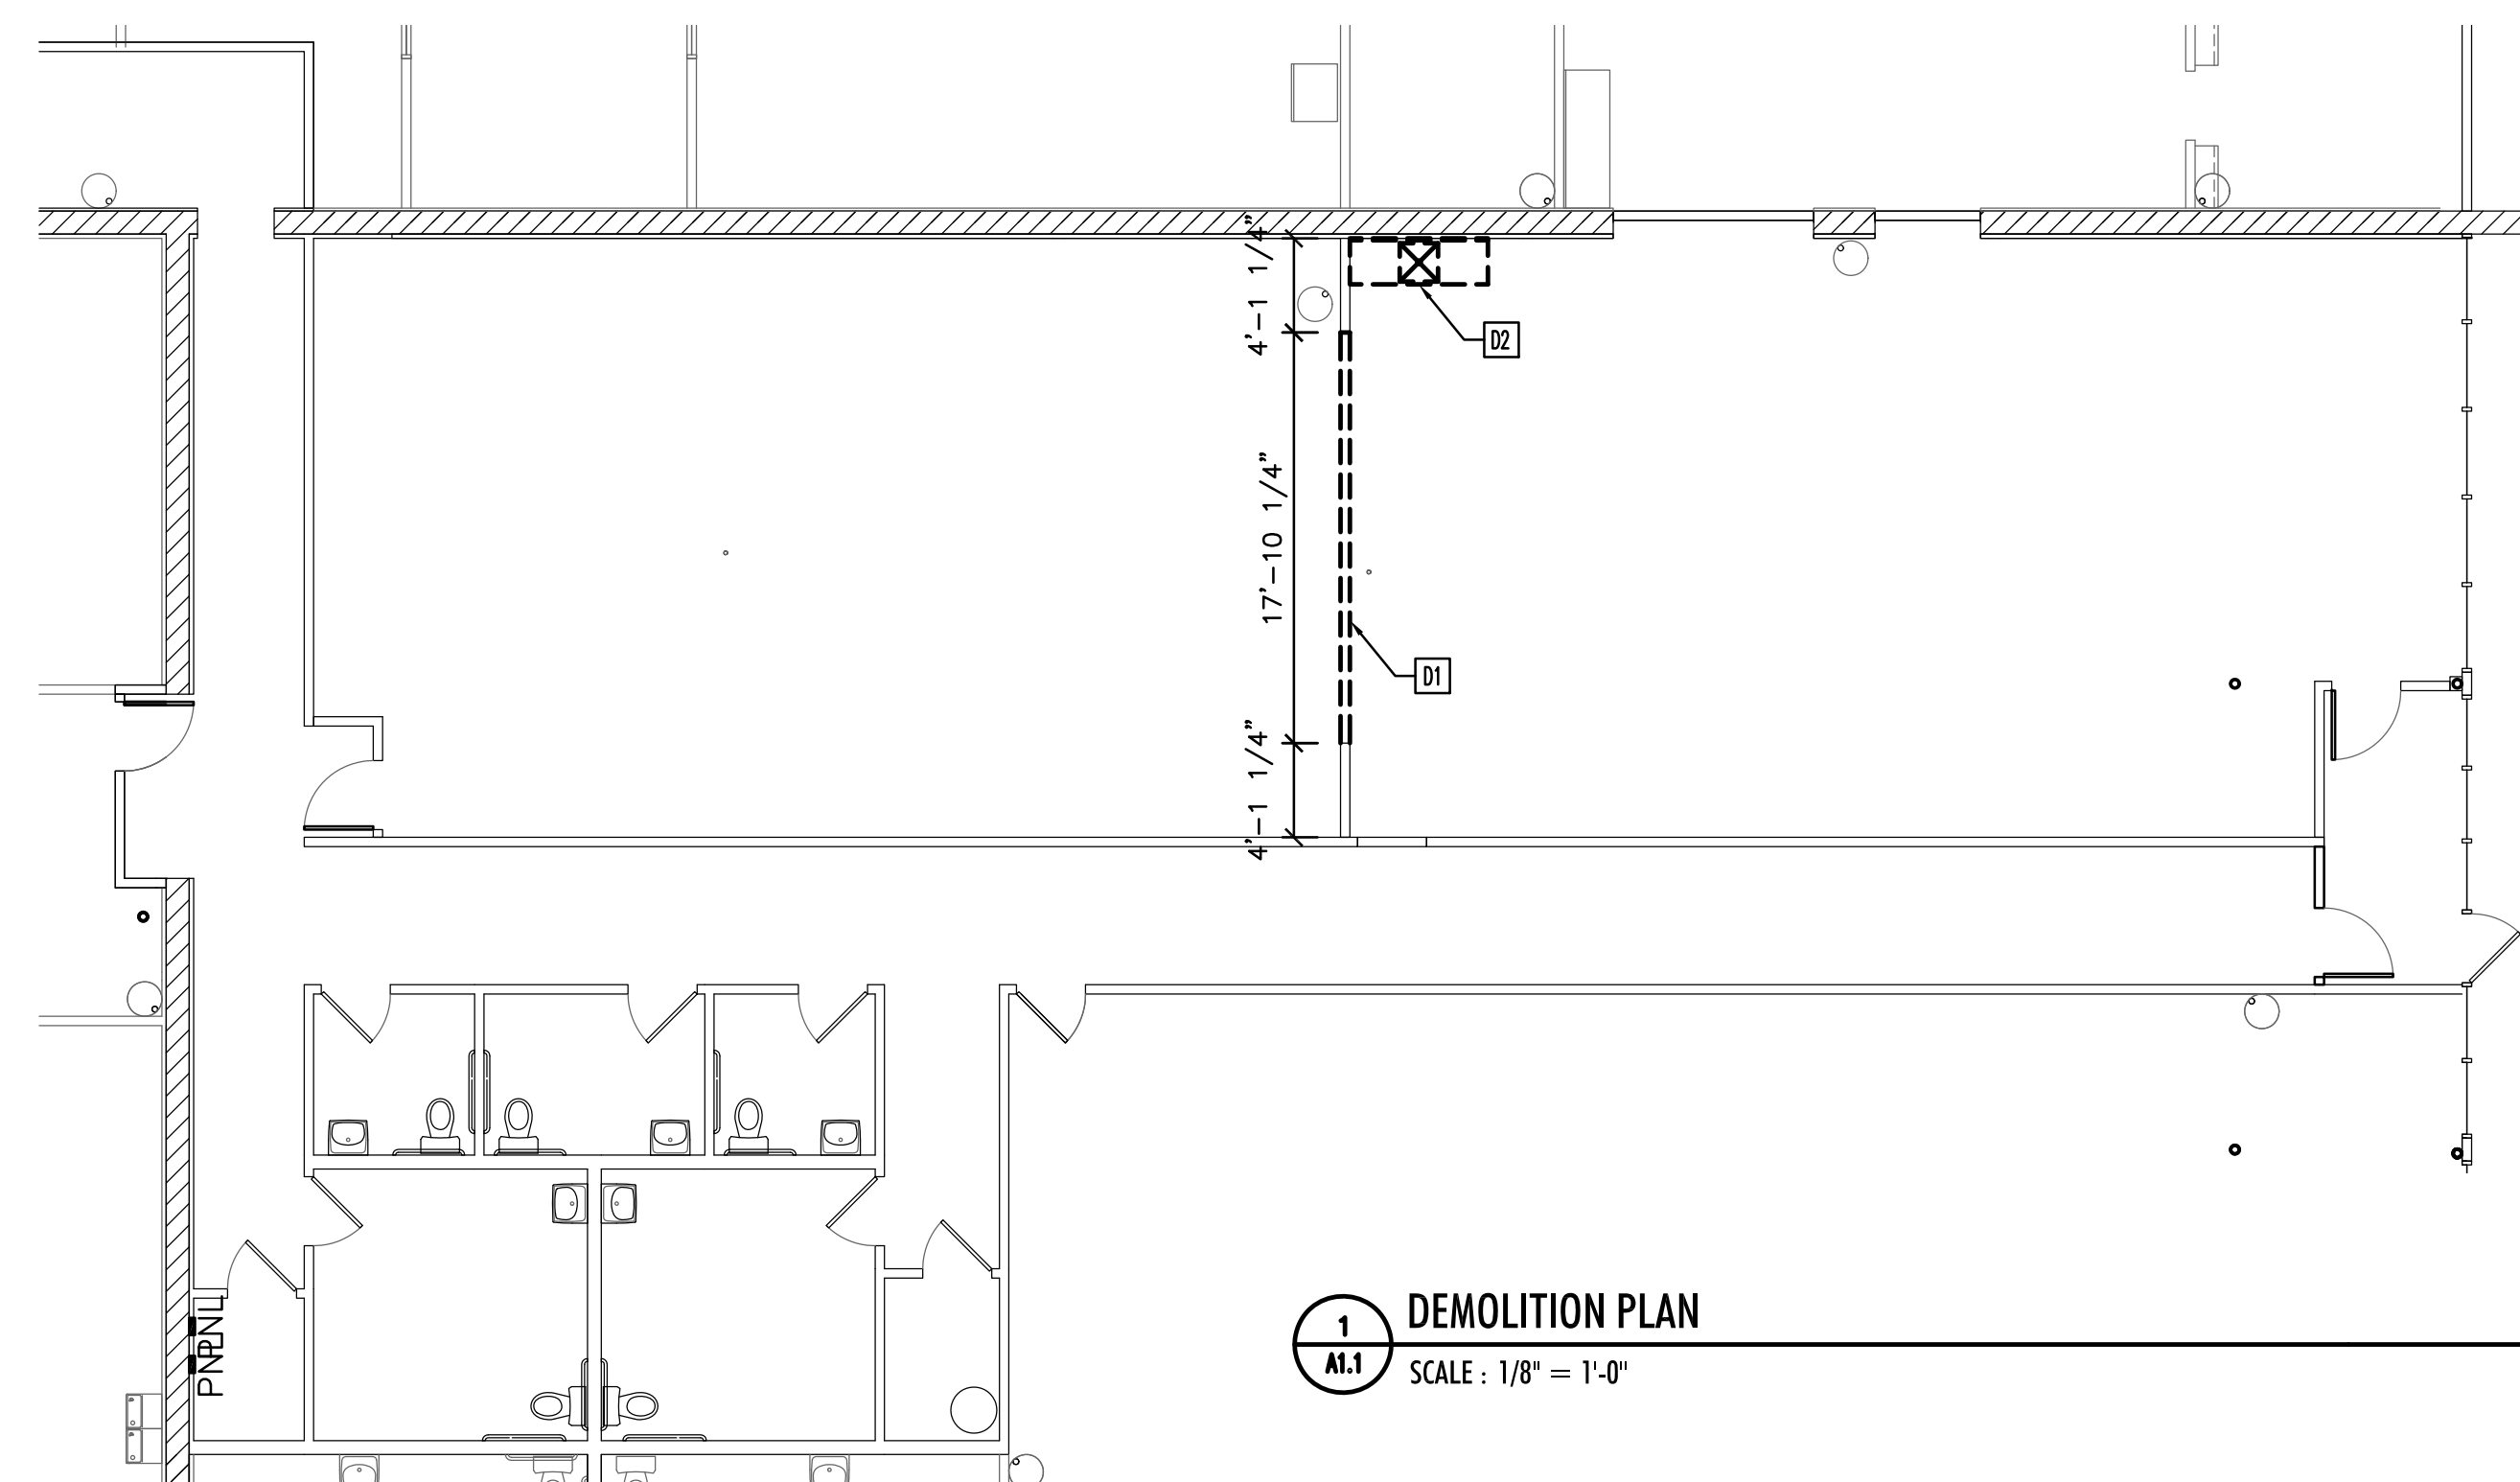 4'-1 1/4"
D2
17'-10 1/4"
D1
4'-1 1/4"
PNL
PNL
1
A1.1
DEMOLITION PLAN
SCALE : 1/8" = 1'-0"